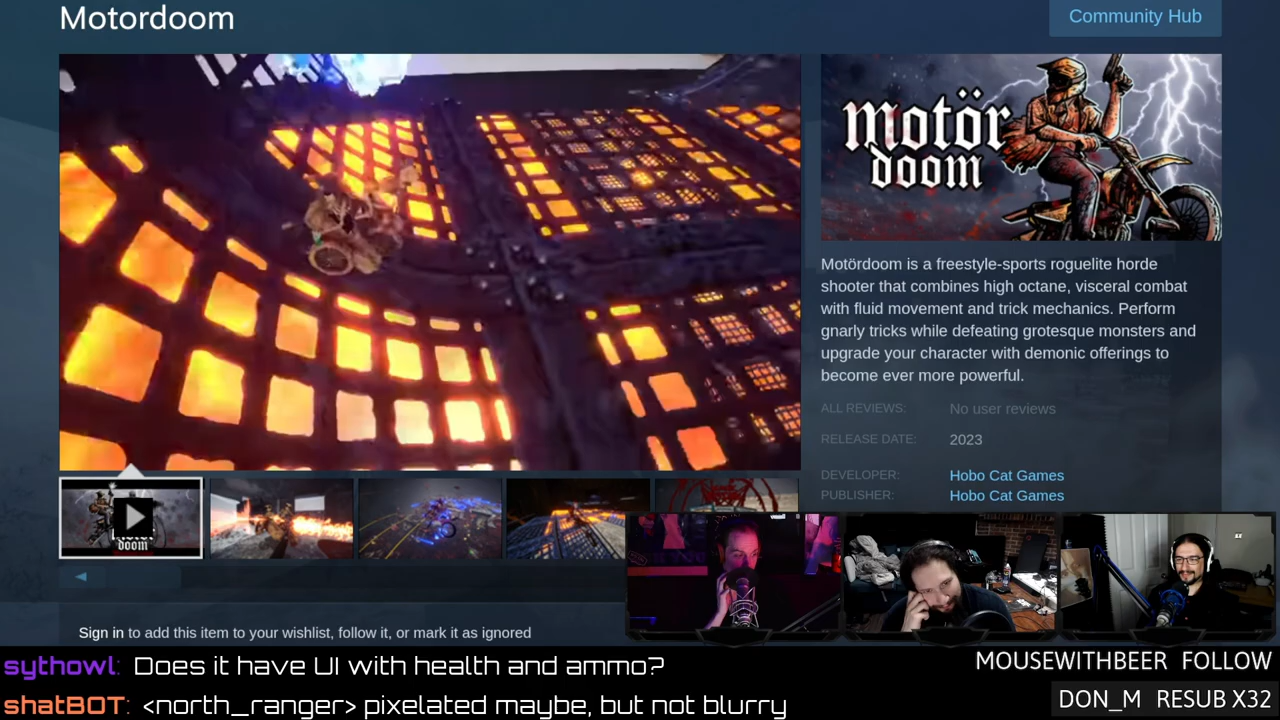 Motordoom
Community Hub
motör
doom
Motördoom is a freestyle-sports roguelite horde
shooter that combines high octane, visceral combat
with fluid movement and trick mechanics. Perform
gnarly tricks while defeating grotesque monsters and
upgrade your character with demonic offerings to
become ever more powerful.
ALL REVIEWS: No user reviews
RELEASE DATE: 2023
DEVELOPER: Hobo Cat Games
PUBLISHER: Hobo Cat Games
doom
Sign in to add this item to your wishlist, follow it, or mark it as ignored
sythowl: Does it have UI with health and ammo?
shatBOT: <north_ranger> pixelated maybe, but not blurry
MOUSEWITHBEER FOLLOW
DON_M RESUB X32